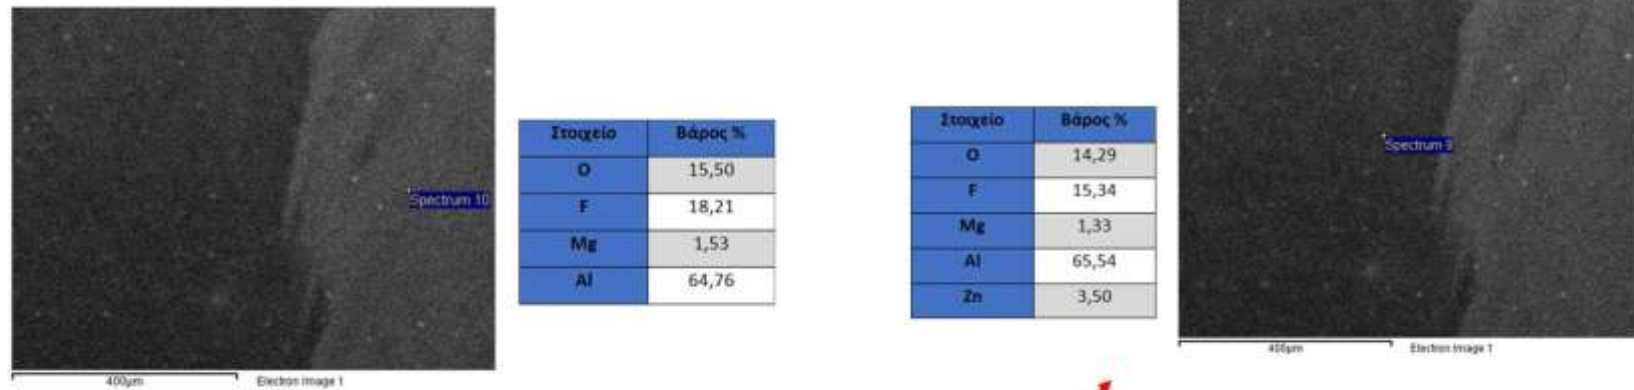 Spectrum 10
400μm Electron Image 1
Στοιχείο Βάρος %
O 15,50
F 18,21
Mg 1,53
Al 64,76
Στοιχείο Βάρος %
O 14,29
F 15,34
Mg 1,33
Al 65,54
Zn 3,50
Spectrum 9
400μm Electron Image 1